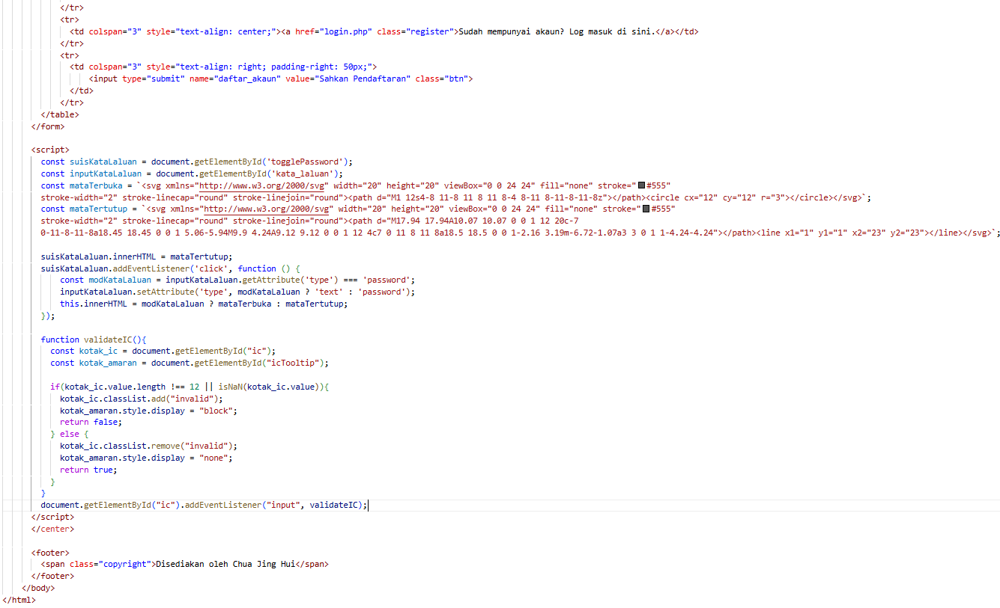 </tr>
<tr>
<td colspan="3" style="text-align: center;"><a href="login.php" class="register">Sudah mempunyai akaun? Log masuk di sini.</a></td>
</tr>
<tr>
<td colspan="3" style="text-align: right; padding-right: 50px;">
<input type="submit" name="daftar_akaun" value="Sahkan Pendaftaran" class="btn">
</td>
</tr>
</table>
</form>
<script>
const suisKataLaluan = document.getElementById('togglePassword');
const inputKataLaluan = document.getElementById('kata_laluan');
const mataTerbuka = `<svg xmlns="http://www.w3.org/2000/svg" width="20" height="20" viewBox="0 0 24 24" fill="none" stroke="#555"
stroke-width="2" stroke-linecap="round" stroke-linejoin="round"><path d="M1 12s4-8 11-8 11 8 11 8-4 8-11 8-11-8-11-8z"></path><circle cx="12" cy="12" r="3"></circle></svg>`;
const mataTertutup = `<svg xmlns="http://www.w3.org/2000/svg" width="20" height="20" viewBox="0 0 24 24" fill="none" stroke="#555"
stroke-width="2" stroke-linecap="round" stroke-linejoin="round"><path d="M17.94 17.94A10.07 10.07 0 0 1 12 20c-7
0-11-8-11-8a18.45 18.45 0 0 1 5.06-5.94M9.9 4.24A9.12 9.12 0 0 1 12 4c7 0 11 8 11 8a18.5 18.5 0 0 1-2.16 3.19m-6.72-1.07a3 3 0 1 1-4.24-4.24"></path><line x1="1" y1="1" x2="23" y2="23"></line></svg>`;
suisKataLaluan.innerHTML = mataTertutup;
suisKataLaluan.addEventListener('click', function () {
const modKataLaluan = inputKataLaluan.getAttribute('type') === 'password';
inputKataLaluan.setAttribute('type', modKataLaluan ? 'text' : 'password');
this.innerHTML = modKataLaluan ? mataTerbuka : mataTertutup;
});
function validateIC(){
const kotak_ic = document.getElementById("ic");
const kotak_amaran = document.getElementById("icTooltip");
if(kotak_ic.value.length !== 12 || isNaN(kotak_ic.value)){
kotak_ic.classList.add("invalid");
kotak_amaran.style.display = "block";
return false;
} else {
kotak_ic.classList.remove("invalid");
kotak_amaran.style.display = "none";
return true;
}
}
document.getElementById("ic").addEventListener("input", validateIC);
</script>
</center>
<footer>
<span class="copyright">Disediakan oleh Chua Jing Hui</span>
</footer>
</body>
</html>